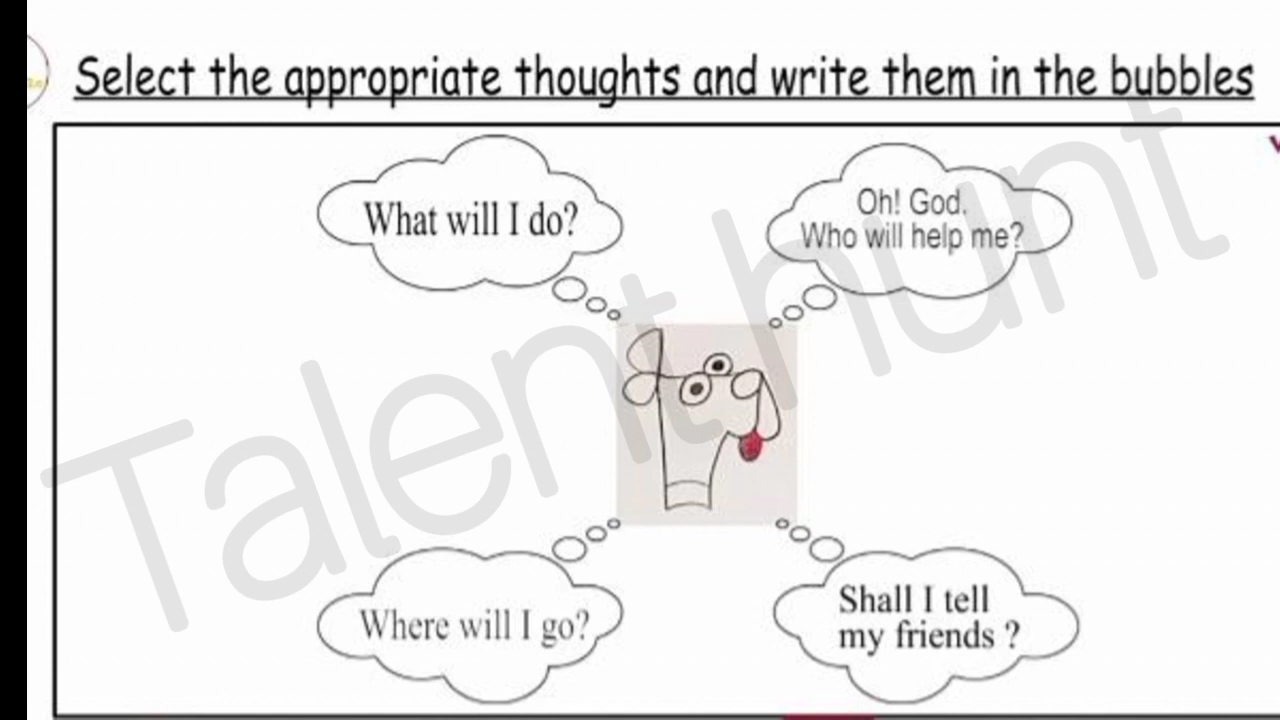 Select the appropriate thoughts and write them in the bubbles
What will I do?
Oh! God.
Who will help me?
Where will I go?
Shall I tell
my friends ?
Talent hunt